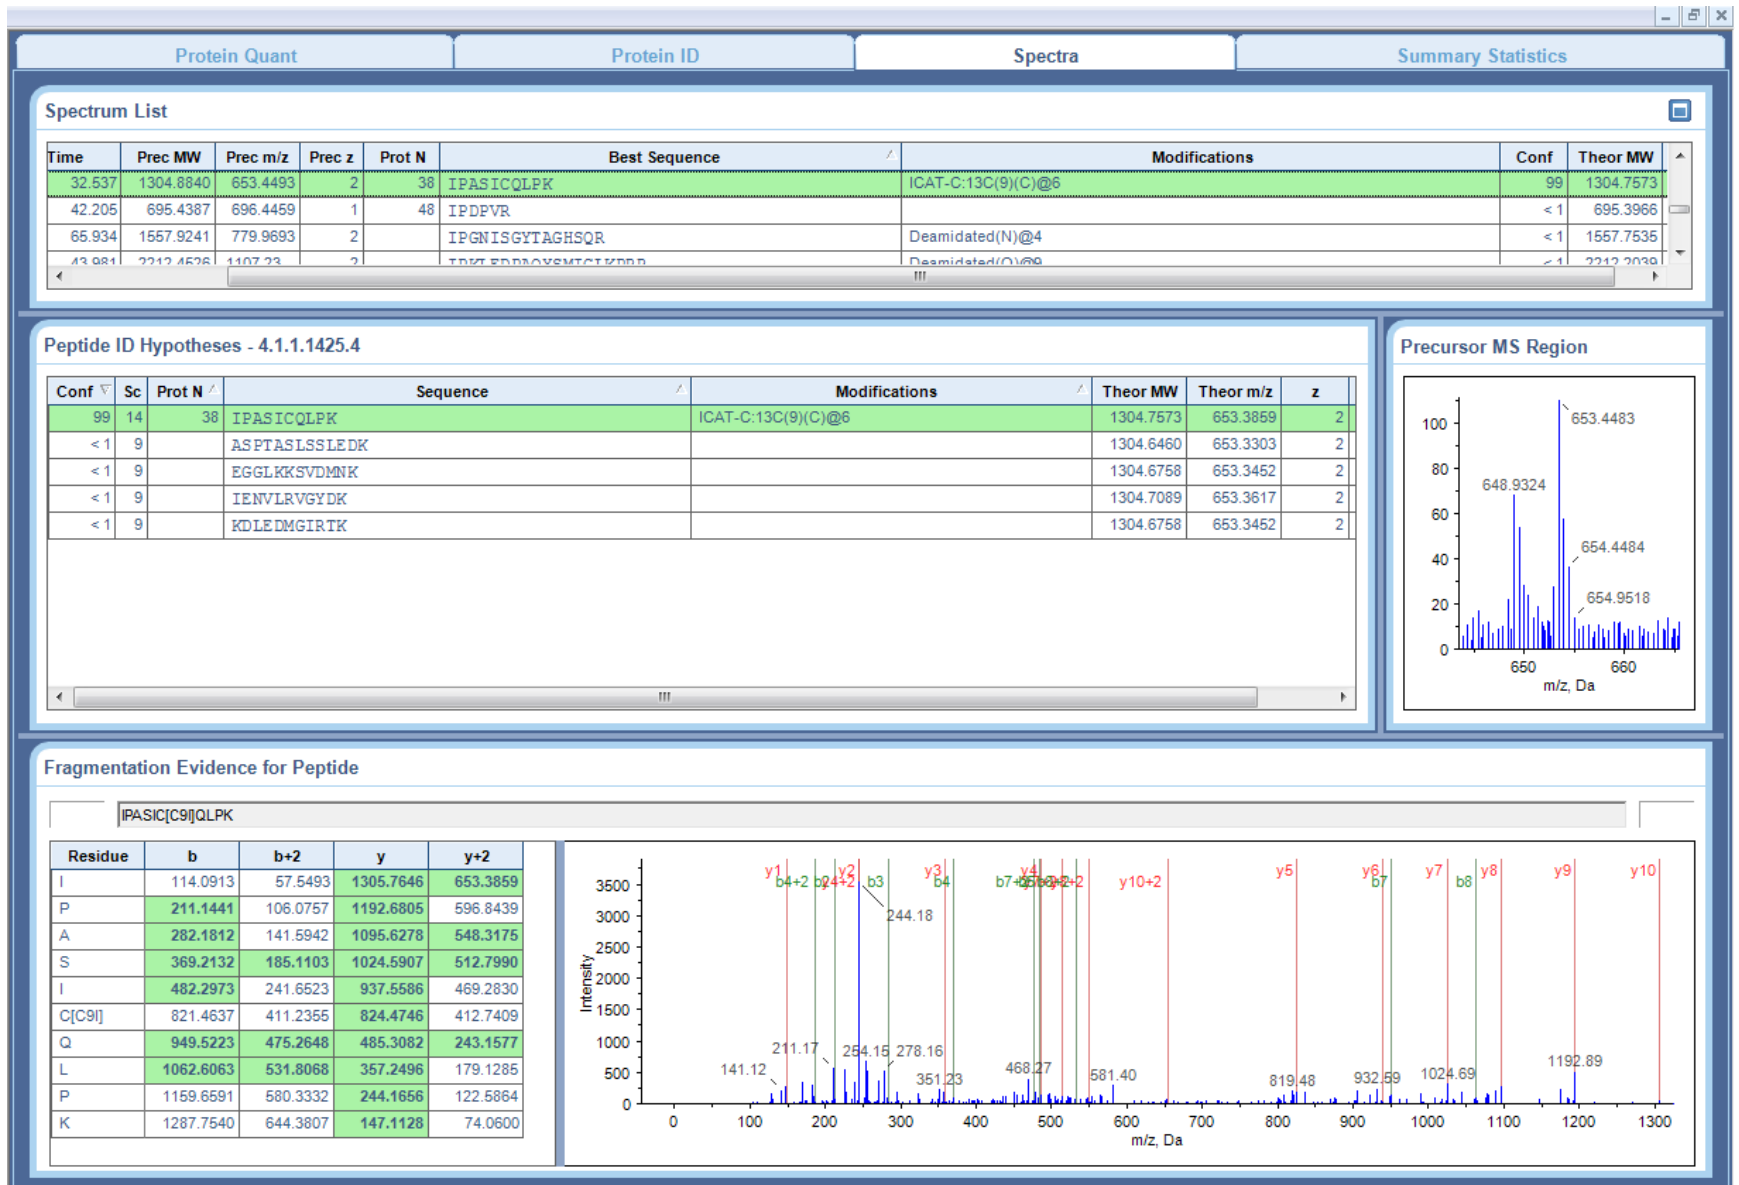 Protein Quant Protein ID Spectra Summary Statistics
Spectrum List
Time Prec MW Prec m/z Prec z Prot N Best Sequence Modifications Conf Theor MW
32.537 1304.8840 653.4493 2 38 IPASICQLPK ICAT-C:13C(9)(C)@6 99 1304.7573
42.205 695.4387 696.4459 1 48 IPDPVR < 1 695.3966
65.934 1557.9241 779.9693 2 IPGNISGYTAGHSQR Deamidated(N)@4 < 1 1557.7535
43.981 2212.4526 1107.23... 2 Deamidated(Q)@9 < 1 2212.2039
Peptide ID Hypotheses - 4.1.1.1425.4
Conf Sc Prot N Sequence Modifications Theor MW Theor m/z z
99 14 38 IPASICQLPK ICAT-C:13C(9)(C)@6 1304.7573 653.3859 2
< 1 9 ASPTASLSSLEDK 1304.6460 653.3303 2
< 1 9 EGGLKKSVDMNK 1304.6758 653.3452 2
< 1 9 IENVLRVGYDK 1304.7089 653.3617 2
< 1 9 KDLEDMGIRTK 1304.6758 653.3452 2
Precursor MS Region
100 653.4483
80 648.9324
60
654.4484
40
654.9518
20
0
650 660
m/z, Da
Fragmentation Evidence for Peptide
IPASIC[C9I]QLPK
Residue b b+2 y y+2
I 114.0913 57.5493 1305.7646 653.3859
P 211.1441 106.0757 1192.6805 596.8439
A 282.1812 141.5942 1095.6278 548.3175
S 369.2132 185.1103 1024.5907 512.7990
I 482.2973 241.6523 937.5586 469.2830
C[C9I] 821.4637 411.2355 824.4746 412.7409
Q 949.5223 475.2648 485.3082 243.1577
L 1062.6063 531.8068 357.2496 179.1285
P 1159.6591 580.3332 244.1656 122.5864
K 1287.7540 644.3807 147.1128 74.0600
y1 y2 y3 y4 y5 y6 y7 y8 y9 y10
b4+2 b3 b4 y10+2 b7 b8
3500
244.18
3000
2500
2000
Intensity
1500
1000
211.17 254.15 278.16 1192.89
141.12 468.27 1024.69
500 351.23 581.40 819.48 932.59
0
0 100 200 300 400 500 600 700 800 900 1000 1100 1200 1300
m/z, Da